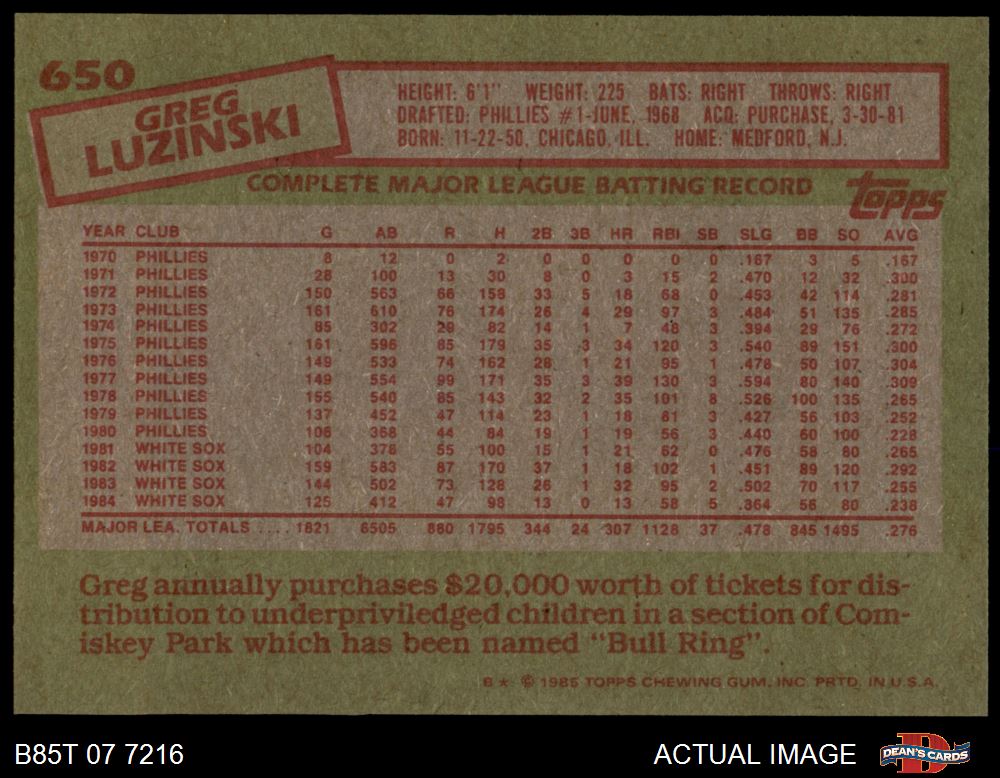 650
GREG
LUZINSKI
HEIGHT: 6'1" WEIGHT: 225 BATS: RIGHT THROWS: RIGHT
DRAFTED: PHILLIES #1-JUNE, 1968 ACQ: PURCHASE, 3-30-81
BORN: 11-22-50, CHICAGO, ILL. HOME: MEDFORD, N.J.
COMPLETE MAJOR LEAGUE BATTING RECORD
topps
YEAR CLUB G AB R H 2B 3B HR RBI SB SLG BB SO AVG
1970 PHILLIES 8 12 0 2 0 0 0 0 0 .167 3 5 .167
1971 PHILLIES 28 100 13 30 8 0 3 15 2 .470 12 32 .300
1972 PHILLIES 150 563 66 158 33 5 18 68 0 .453 42 114 .281
1973 PHILLIES 161 610 76 174 26 4 29 97 3 .484 51 135 .285
1974 PHILLIES 85 302 29 82 14 1 7 48 3 .394 29 76 .272
1975 PHILLIES 161 596 85 179 35 3 34 120 3 .540 89 151 .300
1976 PHILLIES 149 533 74 162 28 1 21 95 1 .478 50 107 .304
1977 PHILLIES 149 554 99 171 35 3 39 130 3 .594 80 140 .309
1978 PHILLIES 155 540 85 143 32 2 35 101 8 .526 100 135 .265
1979 PHILLIES 137 452 47 114 23 1 18 81 3 .427 56 103 .252
1980 PHILLIES 106 368 44 84 19 1 19 56 3 .440 60 100 .228
1981 WHITE SOX 104 378 55 100 15 1 21 62 0 .476 58 80 .265
1982 WHITE SOX 159 583 87 170 37 1 18 102 1 .451 89 120 .292
1983 WHITE SOX 144 502 73 128 26 1 32 95 2 .502 70 117 .255
1984 WHITE SOX 125 412 47 98 13 0 13 58 5 .364 56 80 .238
MAJOR LEA. TOTALS .... 1821 6505 880 1795 344 24 307 1128 37 .478 845 1495 .276
Greg annually purchases $20,000 worth of tickets for dis-
tribution to underpriviledged children in a section of Com-
iskey Park which has been named "Bull Ring".
B* © 1985 TOPPS CHEWING GUM, INC. PRTD. IN U.S.A.
B85T 07 7216
ACTUAL IMAGE
DEAN'S CARDS